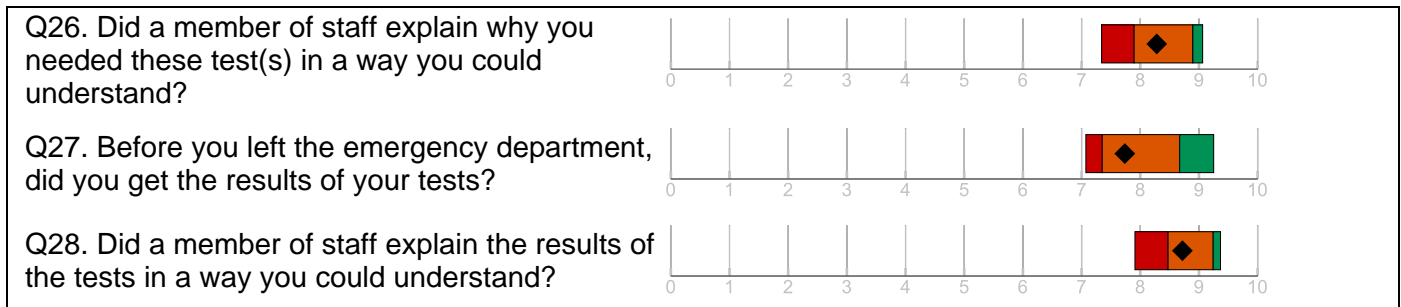 Q26. Did a member of staff explain why you
needed these test(s) in a way you could
understand?
0 1 2 3 4 5 6 7 8 9 10
Q27. Before you left the emergency department,
did you get the results of your tests?
0 1 2 3 4 5 6 7 8 9 10
Q28. Did a member of staff explain the results of
the tests in a way you could understand?
0 1 2 3 4 5 6 7 8 9 10